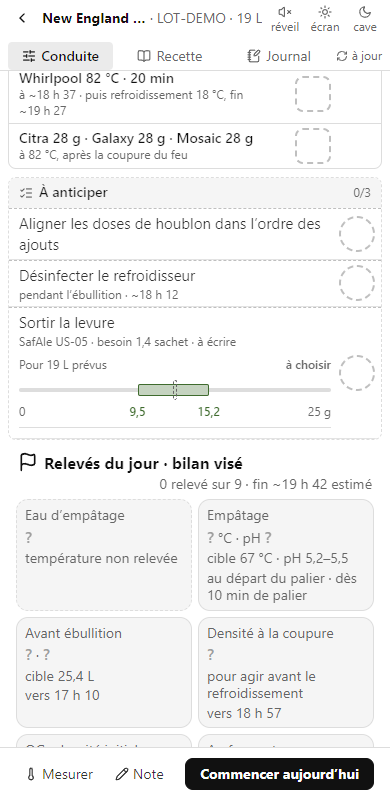 New England ... · LOT-DEMO · 19 L
réveil
écran
cave
Conduite
Recette
Journal
à jour
Whirlpool 82 °C · 20 min
à ~18 h 37 · puis refroidissement 18 °C, fin
~19 h 27
Citra 28 g · Galaxy 28 g · Mosaic 28 g
à 82 °C, après la coupure du feu
À anticiper
0/3
Aligner les doses de houblon dans l'ordre des
ajouts
Désinfecter le refroidisseur
pendant l'ébullition · ~18 h 12
Sortir la levure
SafAle US-05 · besoin 1,4 sachet · à écrire
Pour 19 L prévus
à choisir
0
9,5
15,2
25 g
Relevés du jour · bilan visé
0 relevé sur 9 · fin ~19 h 42 estimé
Eau d'empâtage
?
température non relevée
Empâtage
? °C · pH ?
cible 67 °C · pH 5,2–5,5
au départ du palier · dès
10 min de palier
Avant ébullition
? · ?
cible 25,4 L
vers 17 h 10
Densité à la coupure
?
pour agir avant le
refroidissement
vers 18 h 57
Mesurer
Note
Commencer aujourd'hui